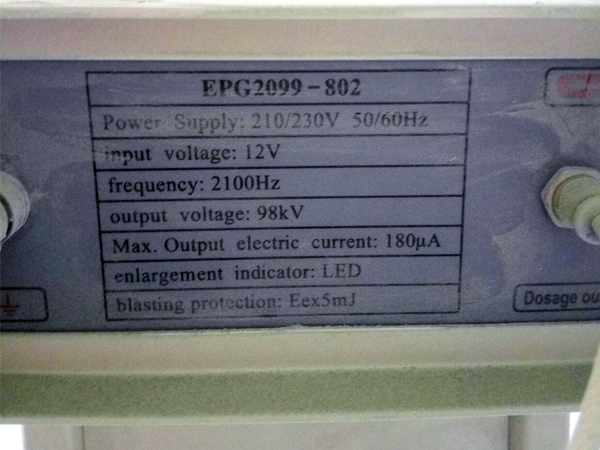 EPG2099-802
Power Supply: 210/230V 50/60Hz
input voltage: 12V
frequency: 2100Hz
output voltage: 98kV
Max. Output electric current: 180μA
enlargement indicator: LED
blasting protection: Eex5mJ
Dosage ou